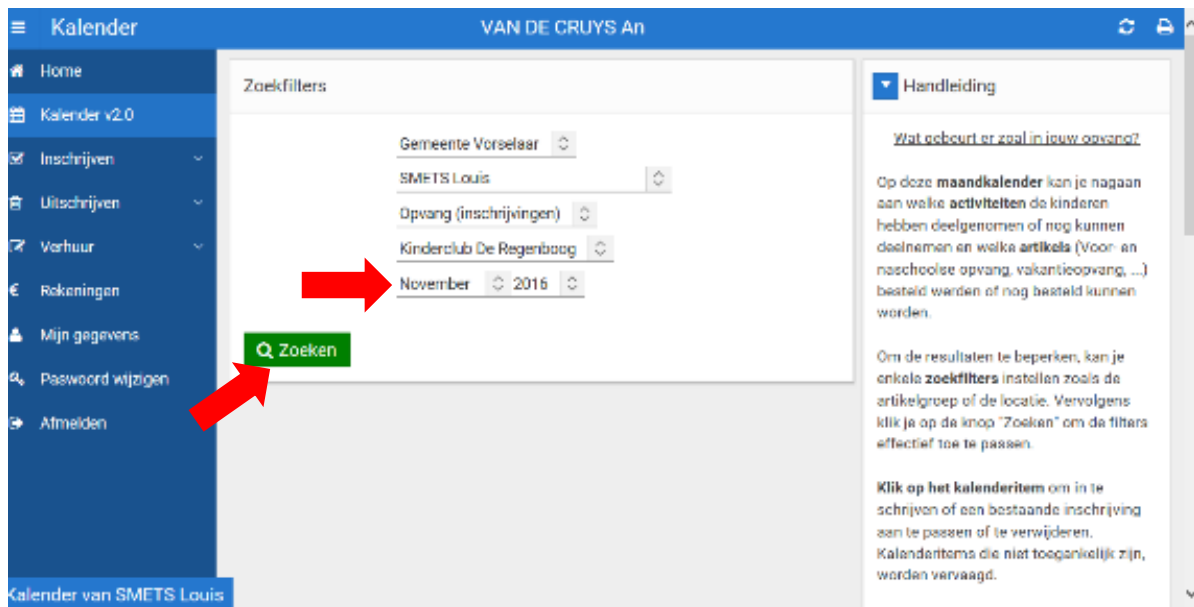 Kalender
VAN DE CRUYS An
Home
Kalender v2.0
Inschrijven
Uitschrijven
Verhuur
Rekeningen
Mijn gegevens
Paswoord wijzigen
Afmelden
Kalender van SMETS Louis
Zoekfilters
Gemeente Vorselaar
SMETS Louis
Opvang (inschrijvingen)
Kinderclub De Regenboog
November 2016
Zoeken
Handleiding
Wat gebeurt er zoal in jouw opvang?
Op deze maandkalender kan je nagaan
aan welke activiteiten de kinderen
hebben deelgenomen of nog kunnen
deelnemen en welke artikels (Voor- en
naschoolse opvang, vakantieopvang, ...)
besteld werden of nog besteld kunnen
worden.
Om de resultaten te beperken, kan je
enkele zoekfilters instellen zoals de
artikelgroep of de locatie. Vervolgens
klik je op de knop "Zoeken" om de filters
effectief toe te passen.
Klik op het kalenderitem om in te
schrijven of een bestaande inschrijving
aan te passen of te verwijderen.
Kalenderitems die niet toegankelijk zijn,
worden vervaagd.